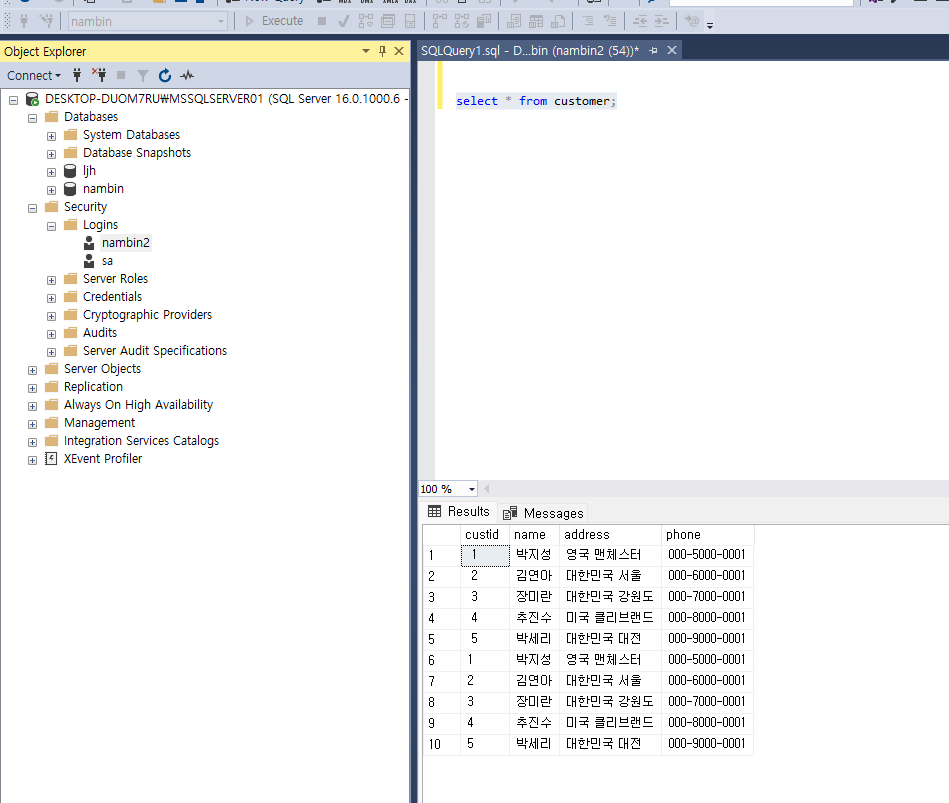 nambin
Execute
Object Explorer
SQLQuery1.sql - D...bin (nambin2 (54))*
Connect
DESKTOP-DUOM7RU₩MSSQLSERVER01 (SQL Server 16.0.1000.6 -
Databases
System Databases
Database Snapshots
ljh
nambin
Security
Logins
nambin2
sa
Server Roles
Credentials
Cryptographic Providers
Audits
Server Audit Specifications
Server Objects
Replication
Always On High Availability
Management
Integration Services Catalogs
XEvent Profiler
select * from customer;
100 %
Results Messages
custid name address phone
1 1 박지성 영국 맨체스터 000-5000-0001
2 2 김연아 대한민국 서울 000-6000-0001
3 3 장미란 대한민국 강원도 000-7000-0001
4 4 추진수 미국 클리브랜드 000-8000-0001
5 5 박세리 대한민국 대전 000-9000-0001
6 1 박지성 영국 맨체스터 000-5000-0001
7 2 김연아 대한민국 서울 000-6000-0001
8 3 장미란 대한민국 강원도 000-7000-0001
9 4 추진수 미국 클리브랜드 000-8000-0001
10 5 박세리 대한민국 대전 000-9000-0001